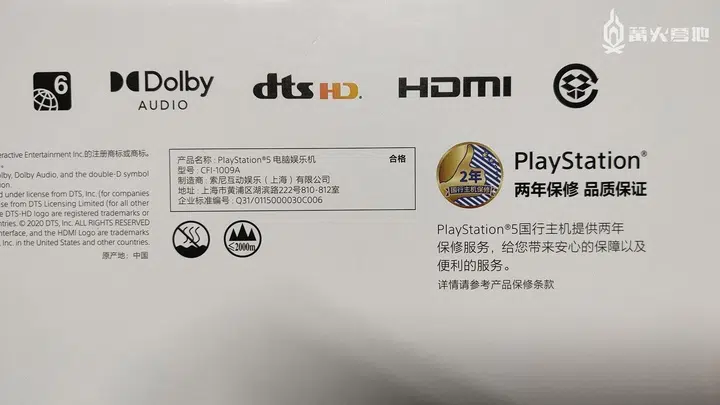 篝火营地
6
Dolby
AUDIO
dts HD
HDMI
eractive Entertainment Inc.的注册商标或商标。
lby, Dolby Audio, and the double-D symbol
tion.
d under license from DTS, Inc. (for companies
e from DTS Licensing Limited (for all other
e DTS-HD logo are registered trademarks or
ntries. © 2020 DTS, Inc. ALL RIGHTS RESERVED
Interface, and the HDMI Logo are trademarks
, Inc. in the United States and other countries.
原产地:中国
产品名称:PlayStation®5 电脑娱乐机 合格
型号:CFI-1009A
制造商:索尼互动娱乐(上海)有限公司
地址:上海市黄浦区湖滨路222号810-812室
企业标准编号:Q31/0115000030C006
≤2000m
2年
国行主机保修
PlayStation®
两年保修 品质保证
PlayStation®5国行主机提供两年
保修服务,给您带来安心的保障以及
便利的服务。
详情请参考产品保修条款